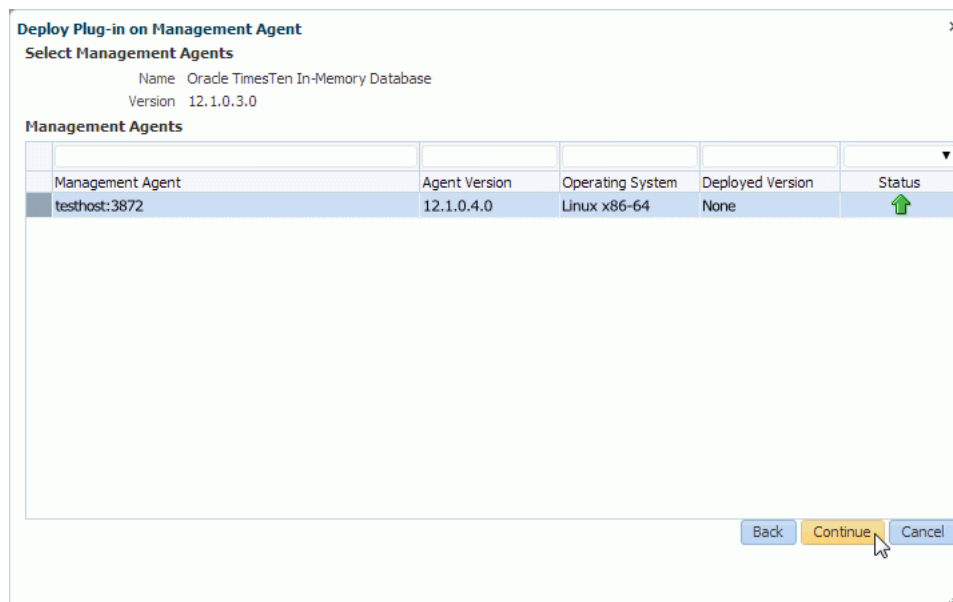 Deploy Plug-in on Management Agent
Select Management Agents
Name Oracle TimesTen In-Memory Database
Version 12.1.0.3.0
Management Agents
Management Agent Agent Version Operating System Deployed Version Status
testhost:3872 12.1.0.4.0 Linux x86-64 None
Back Continue Cancel